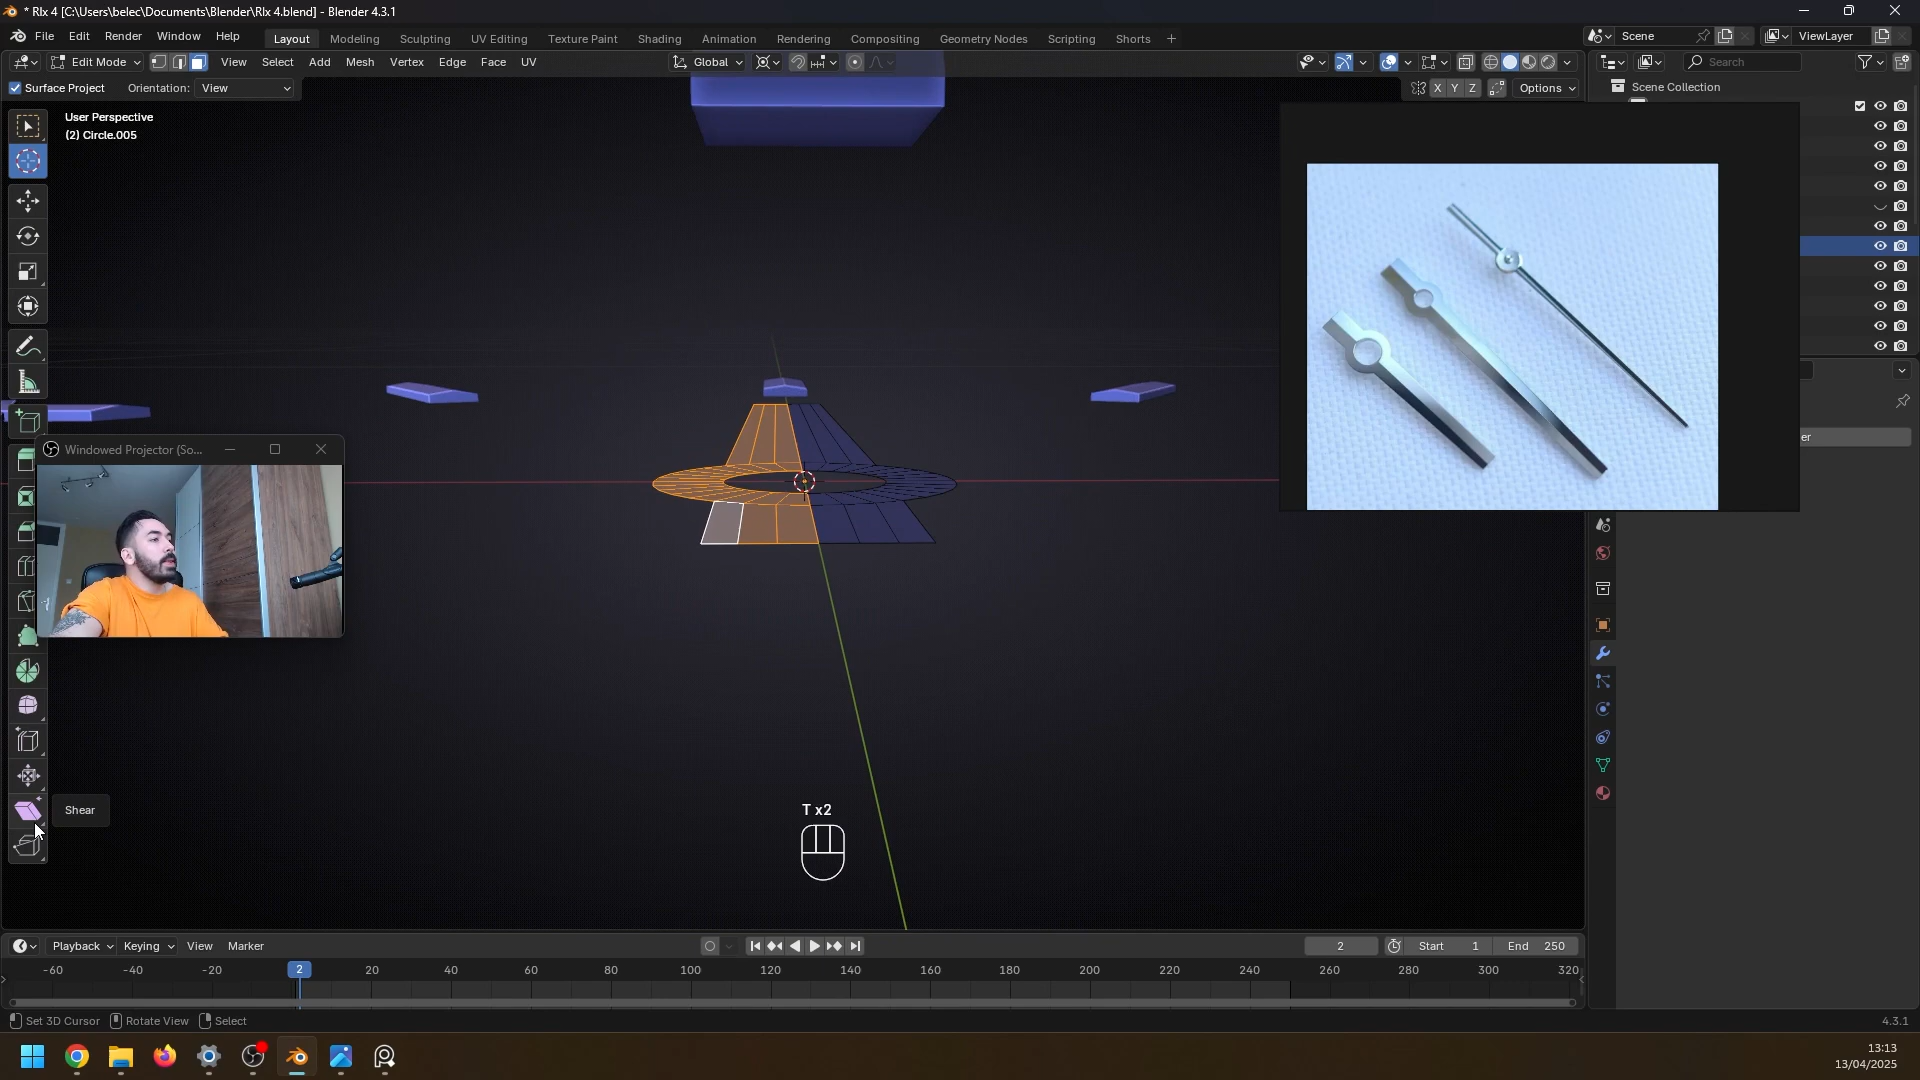 * Rlx 4 [C:\Users\belec\Documents\Blender\Rlx 4.blend] - Blender 4.3.1
File Edit Render Window Help Layout Modeling Sculpting UV Editing Texture Paint Shading Animation Rendering Compositing Geometry Nodes Scripting Shorts + Scene ViewLayer
Edit Mode View Select Add Mesh Vertex Edge Face UV Global Search
Surface Project Orientation: View X Y Z Options Scene Collection
User Perspective
(2) Circle.005
er
Windowed Projector (So...
Shear
T x2
Playback Keying View Marker 2 Start 1 End 250
-60 -40 -20 2 20 40 60 80 100 120 140 160 180 200 220 240 260 280 300 320
Set 3D Cursor Rotate View Select 4.3.1
13:13
13/04/2025